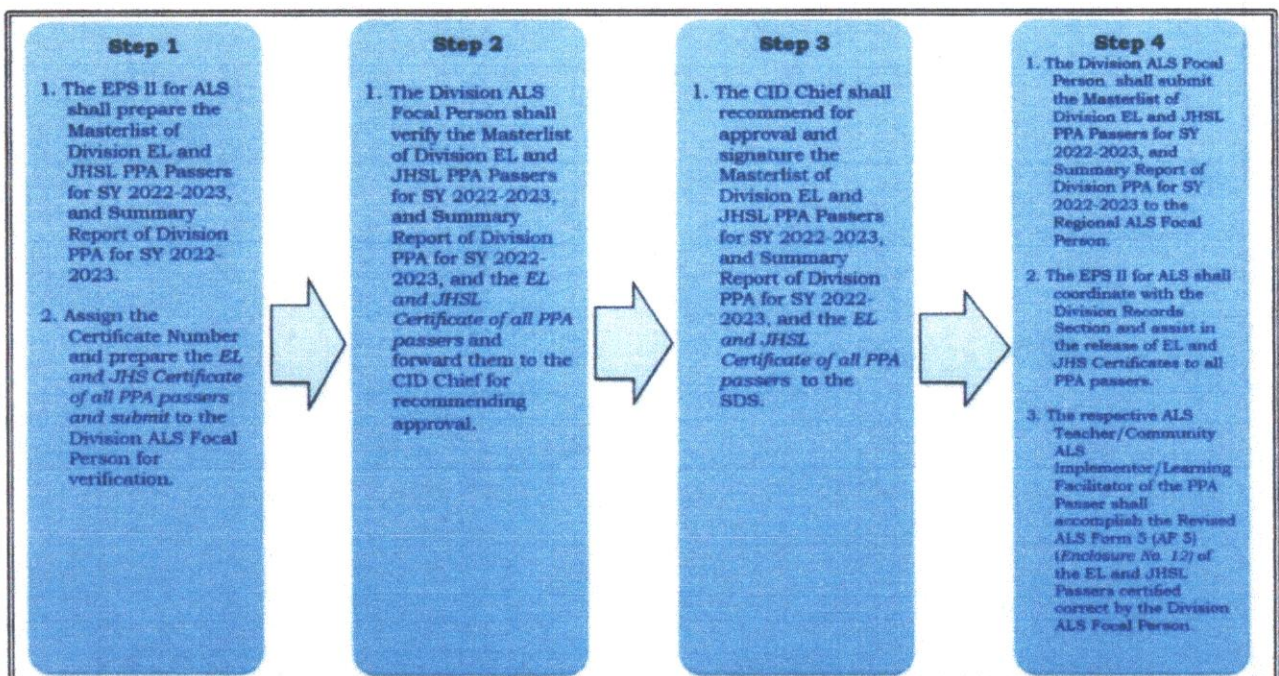 Step 1
1. The EPS II for ALS
shall prepare the
Masterlist of
Division EL and
JHSL PPA Passers
for SY 2022-2023,
and Summary
Report of Division
PPA for SY 2022-
2023.
2. Assign the
Certificate Number
and prepare the EL
and JHS Certificate
of all PPA passers
and submit to the
Division ALS Focal
Person for
verification.
Step 2
1. The Division ALS
Focal Person shall
verify the Masterlist
of Division EL and
JHSL PPA Passers
for SY 2022-2023,
and Summary
Report of Division
PPA for SY 2022-
2023, and the EL
and JHSL
Certificate of all PPA
passers and
forward them to the
CID Chief for
recommending
approval.
Step 3
1. The CID Chief shall
recommend for
approval and
signature the
Masterlist of
Division EL and
JHSL PPA Passers
for SY 2022-2023,
and Summary
Report of Division
PPA for SY 2022-
2023, and the EL
and JHSL
Certificate of all PPA
passers to the
SDS.
Step 4
1. The Division ALS Focal
Person shall submit
the Masterlist of
Division EL and JHSL
PPA Passers for SY
2022-2023, and
Summary Report of
Division PPA for SY
2022-2023 to the
Regional ALS Focal
Person.
2. The EPS II for ALS shall
coordinate with the
Division Records
Section and assist in
the release of EL and
JHS Certificates to all
PPA passers.
3. The respective ALS
Teacher/Community
ALS
Implementor/Learning
Facilitator of the PPA
Passer shall
accomplish the Revised
ALS Form 5 (AF 5)
(Enclosure No. 12) of
the EL and JHSL
Passers certified
correct by the Division
ALS Focal Person.